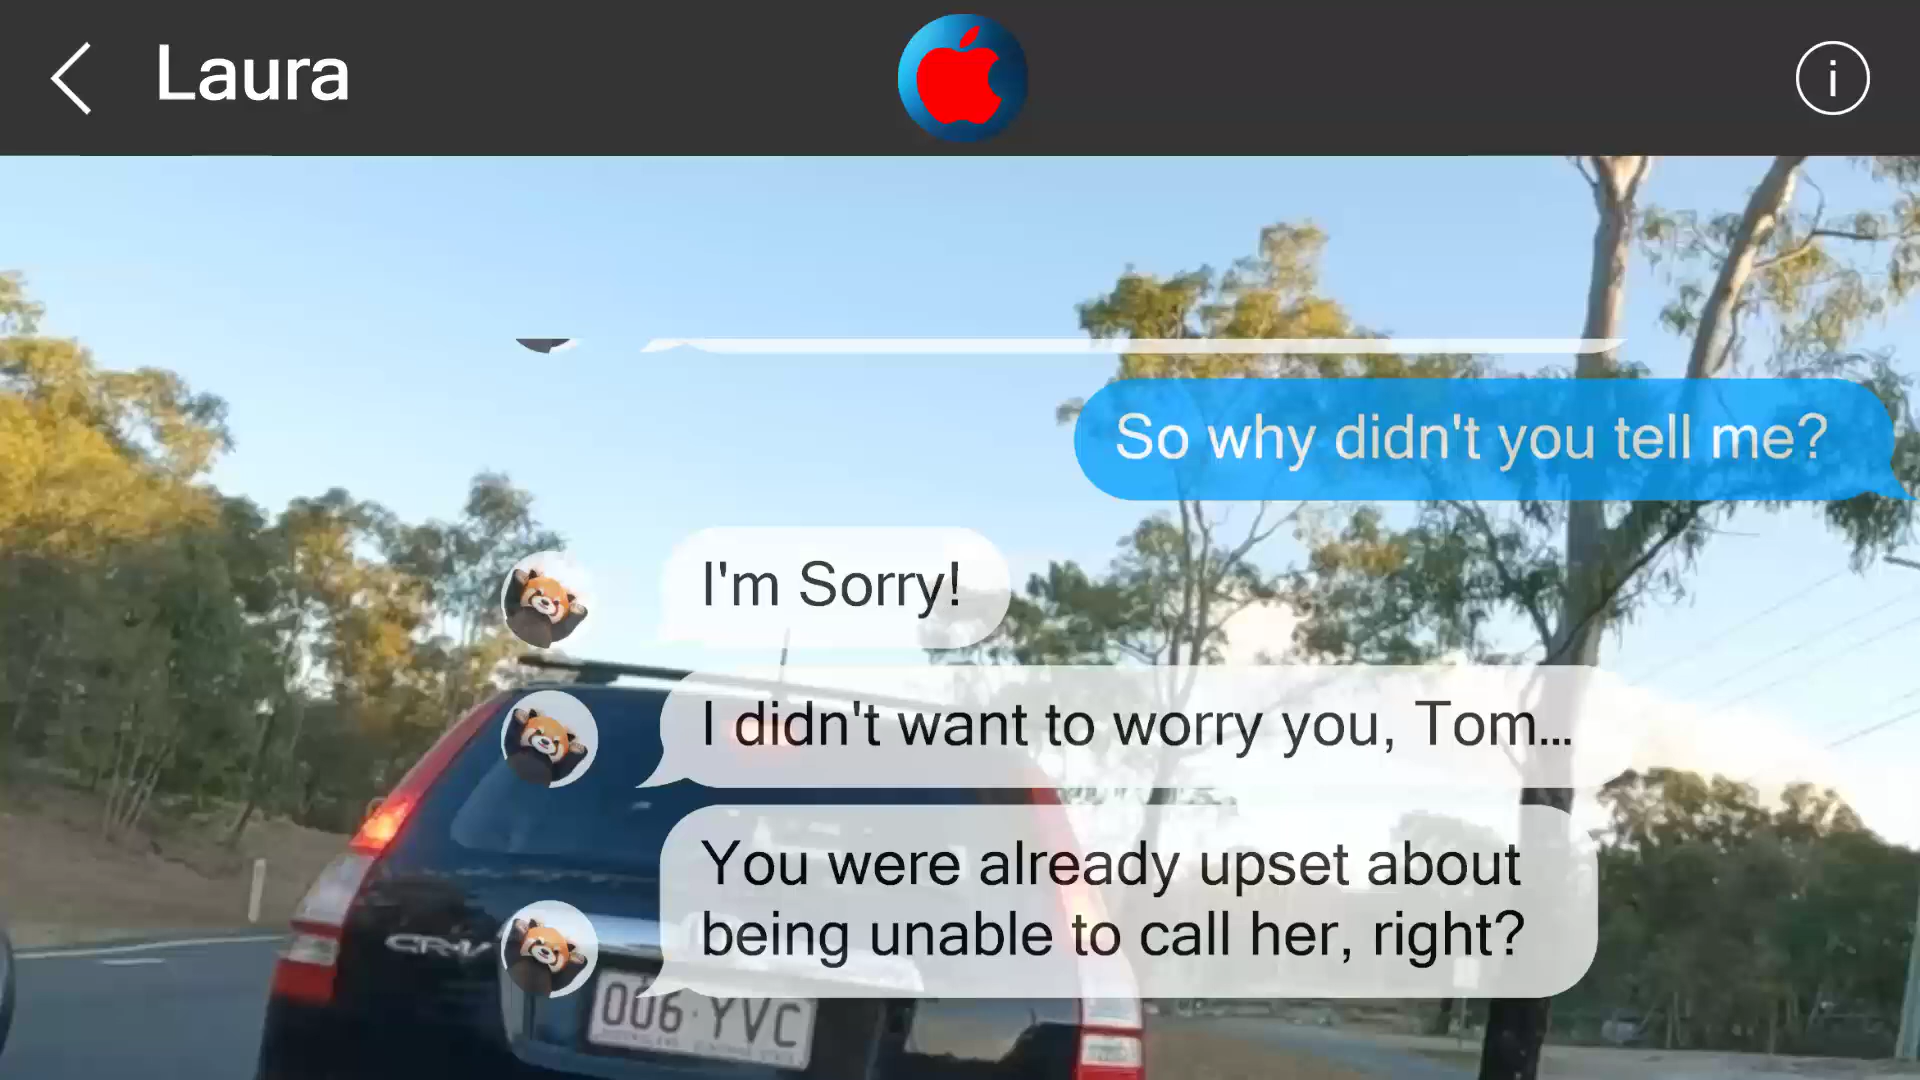 Laura
So why didn't you tell me?
I'm Sorry!
I didn't want to worry you, Tom...
You were already upset about
being unable to call her, right?
CR-V
006·YVC